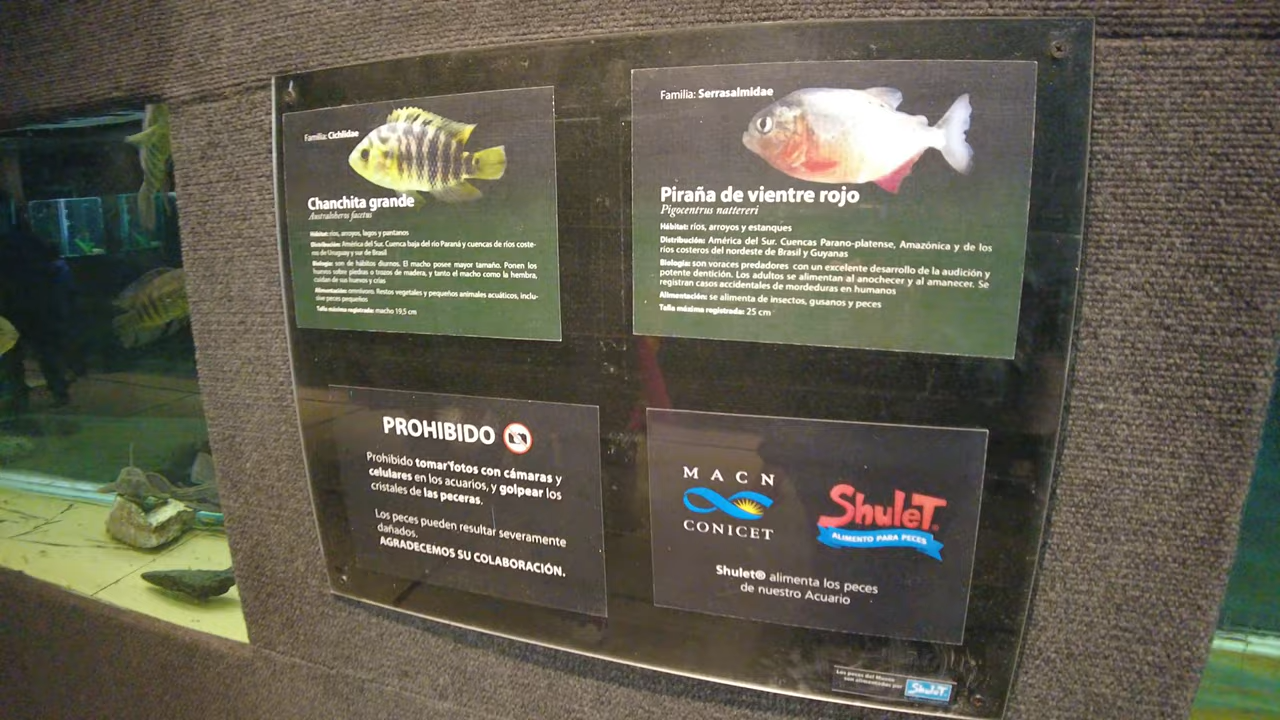 Familia: Cichlidae
Chanchita grande
Australoheros facetus
Hábitat: ríos, arroyos, lagos y pantanos
Distribución: América del Sur. Cuenca baja del río Paraná y cuencas de ríos coste-
ros de Uruguay y sur de Brasil
Biología: son de hábitos diurnos. El macho posee mayor tamaño. Ponen los
huevos sobre piedras o trozos de madera, y tanto el macho como la hembra,
cuidan de sus huevos y crías
Alimentación: omnívoros. Restos vegetales y pequeños animales acuáticos, inclu-
sive peces pequeños
Talla máxima registrada: macho 19,5 cm
Familia: Serrasalmidae
Piraña de vientre rojo
Pigocentrus nattereri
Hábitat: ríos, arroyos y estanques
Distribución: América del Sur. Cuencas Parano-platense, Amazónica y de los
ríos costeros del nordeste de Brasil y Guyanas
Biología: son voraces predadores con un excelente desarrollo de la audición y
potente dentición. Los adultos se alimentan al anochecer y al amanecer. Se
registran casos accidentales de mordeduras en humanos
Alimentación: se alimenta de insectos, gusanos y peces
Talla máxima registrada: 25 cm
PROHIBIDO
Prohibido tomar fotos con cámaras y
celulares en los acuarios, y golpear los
cristales de las peceras.
Los peces pueden resultar severamente
dañados.
AGRADECEMOS SU COLABORACIÓN.
MACN
CONICET
ShuleT
ALIMENTO PARA PECES
Shulet® alimenta los peces
de nuestro Acuario
Los peces del Museo
son alimentados por
ShuleT